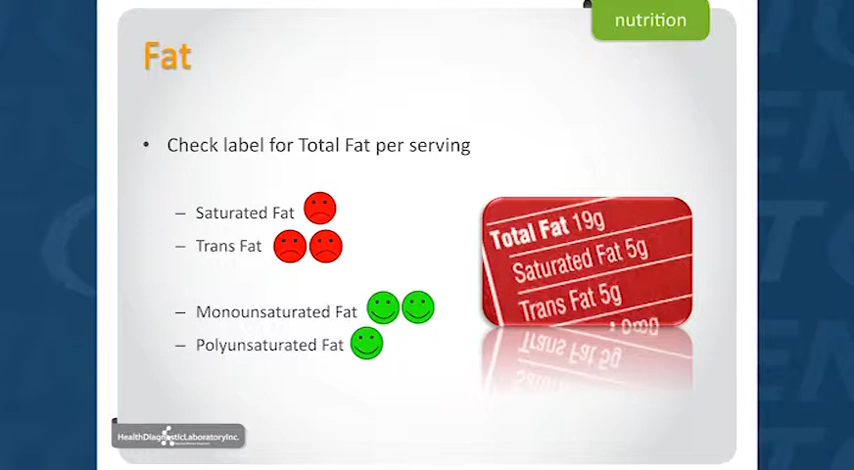 nutrition
Fat
• Check label for Total Fat per serving
– Saturated Fat
– Trans Fat
– Monounsaturated Fat
– Polyunsaturated Fat
Total Fat 19g
Saturated Fat 5g
Trans Fat 5g
HealthDiagnosticLaboratoryInc.